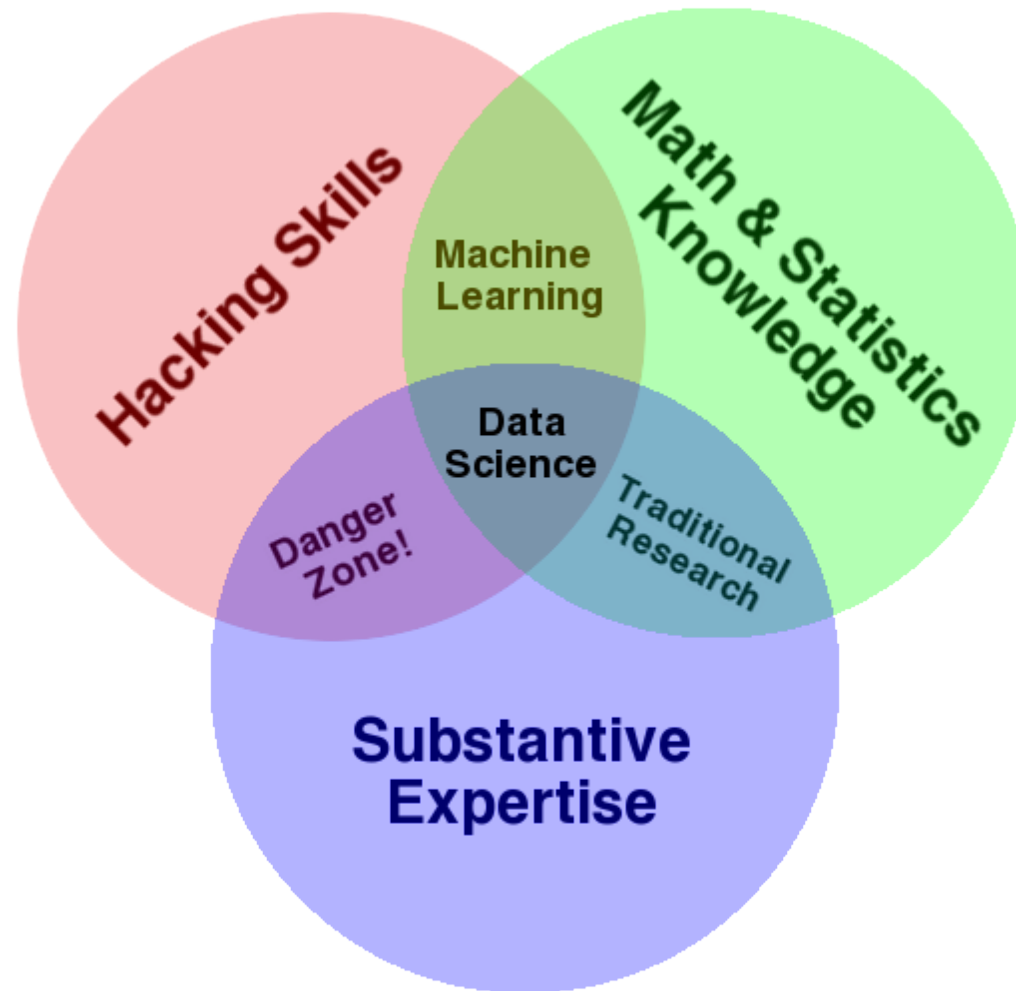 Hacking Skills
Math & Statistics
Knowledge
Machine
Learning
Data
Science
Danger
Zone!
Traditional
Research
Substantive
Expertise